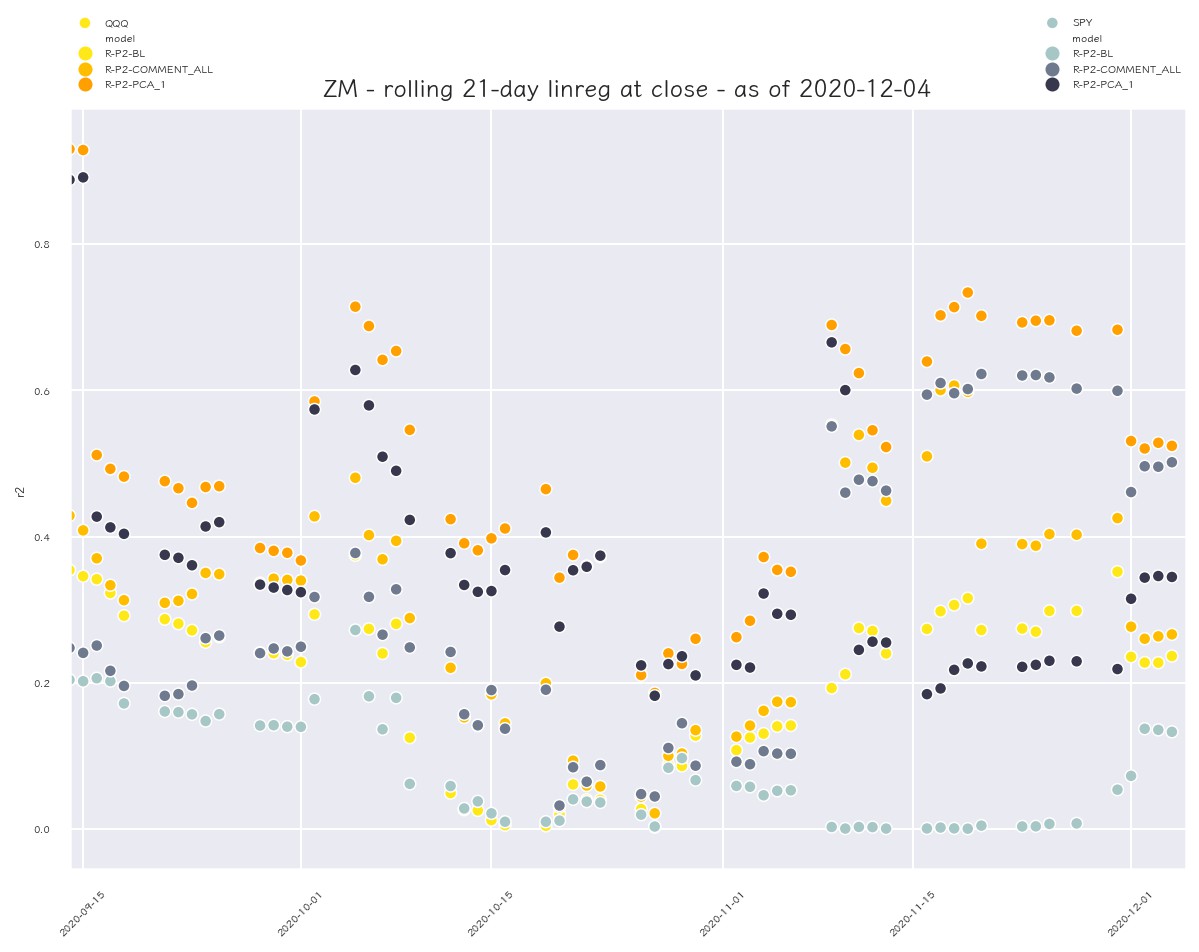 QQQ
model
R-P2-BL
R-P2-COMMENT_ALL
R-P2-PCA_1
SPY
model
R-P2-BL
R-P2-COMMENT_ALL
R-P2-PCA_1
ZM - rolling 21-day linreg at close - as of 2020-12-04
0.8
0.6
0.4
0.2
0.0
r2
2020-09-15
2020-10-01
2020-10-15
2020-11-01
2020-11-15
2020-12-01